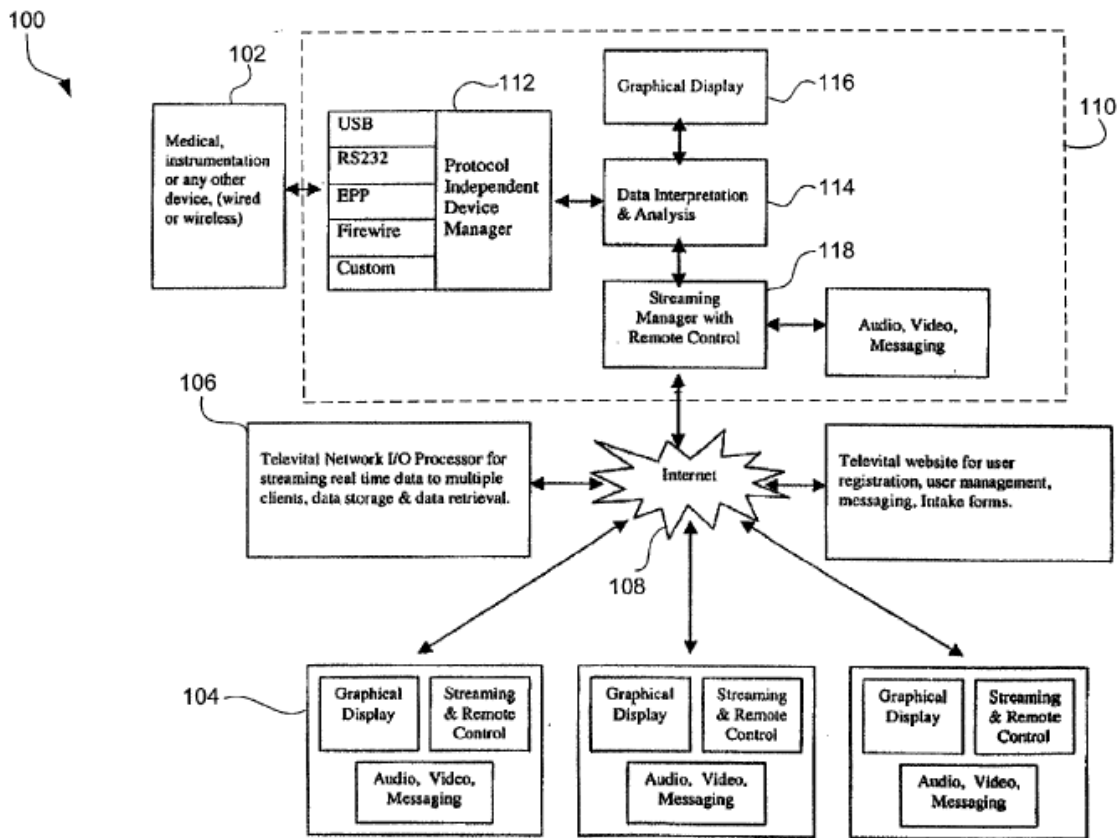 100
102
Medical,
instrumentation
or any other
device, (wired
or wireless)
112
USB
RS232
EPP
Firewire
Custom
Protocol
Independent
Device
Manager
Graphical Display
116
110
Data Interpretation
& Analysis
114
118
Streaming
Manager with
Remote Control
Audio, Video,
Messaging
106
Televital Network I/O Processor for
streaming real time data to multiple
clients, data storage & data retrieval.
Internet
108
Televital website for user
registration, user management,
messaging, Intake forms.
104
Graphical
Display
Streaming
& Remote
Control
Audio, Video,
Messaging
Graphical
Display
Streaming
& Remote
Control
Audio, Video,
Messaging
Graphical
Display
Streaming
& Remote
Control
Audio, Video,
Messaging